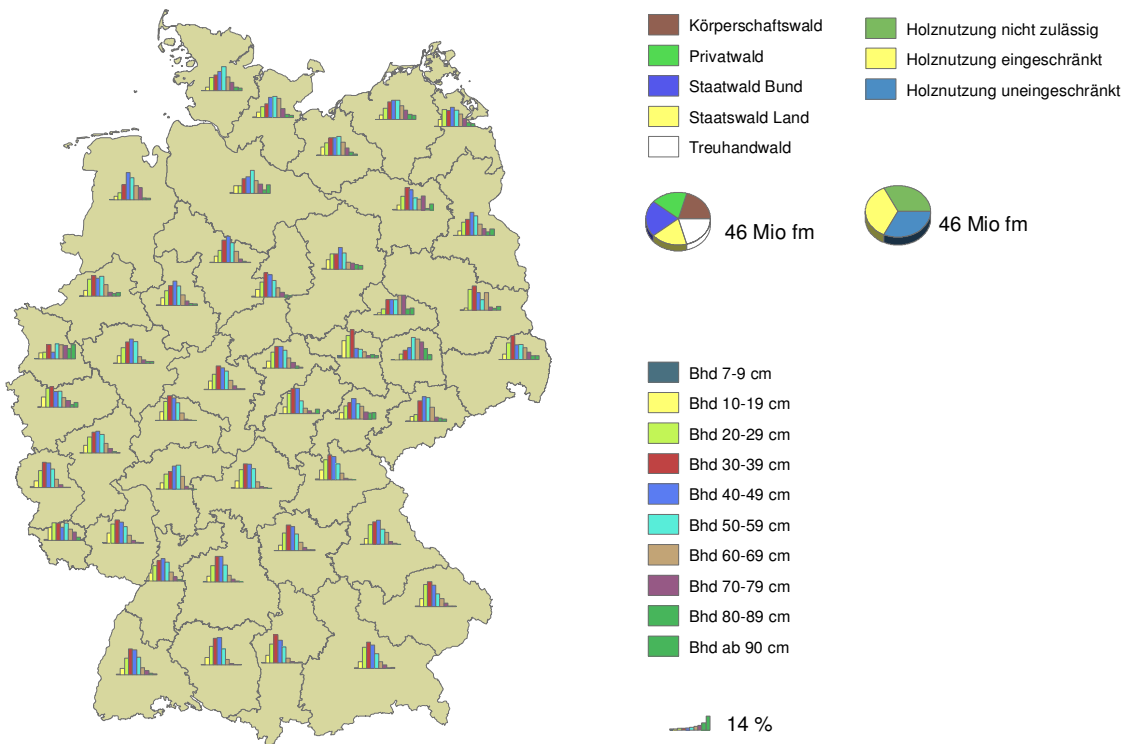 Körperschaftswald
Privatwald
Staatwald Bund
Staatswald Land
Treuhandwald
Holznutzung nicht zulässig
Holznutzung eingeschränkt
Holznutzung uneingeschränkt
46 Mio fm
46 Mio fm
Bhd 7-9 cm
Bhd 10-19 cm
Bhd 20-29 cm
Bhd 30-39 cm
Bhd 40-49 cm
Bhd 50-59 cm
Bhd 60-69 cm
Bhd 70-79 cm
Bhd 80-89 cm
Bhd ab 90 cm
14 %